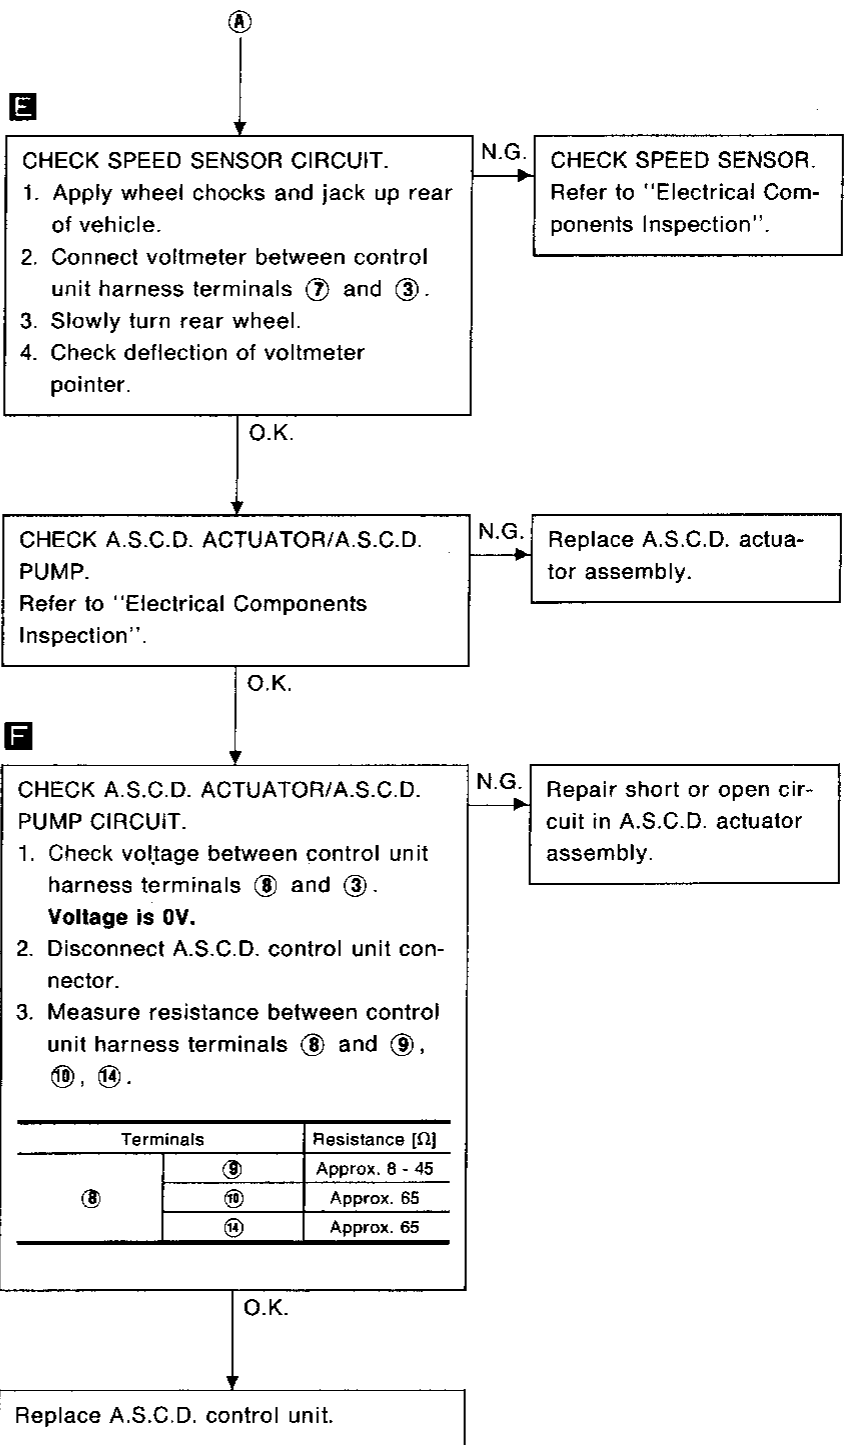 Ⓐ
E
CHECK SPEED SENSOR CIRCUIT.
1. Apply wheel chocks and jack up rear
of vehicle.
2. Connect voltmeter between control
unit harness terminals ⑦ and ③.
3. Slowly turn rear wheel.
4. Check deflection of voltmeter
pointer.
N.G.
CHECK SPEED SENSOR.
Refer to "Electrical Com-
ponents Inspection".
O.K.
CHECK A.S.C.D. ACTUATOR/A.S.C.D.
PUMP.
Refer to "Electrical Components
Inspection".
N.G.
Replace A.S.C.D. actua-
tor assembly.
O.K.
F
CHECK A.S.C.D. ACTUATOR/A.S.C.D.
PUMP CIRCUIT.
1. Check voltage between control unit
harness terminals ⑧ and ③.
Voltage is 0V.
2. Disconnect A.S.C.D. control unit con-
nector.
3. Measure resistance between control
unit harness terminals ⑧ and ⑨,
⑩, ⑭.
Terminals Resistance [Ω]
⑧ ⑨ Approx. 8 - 45
⑩ Approx. 65
⑭ Approx. 65
N.G.
Repair short or open cir-
cuit in A.S.C.D. actuator
assembly.
O.K.
Replace A.S.C.D. control unit.